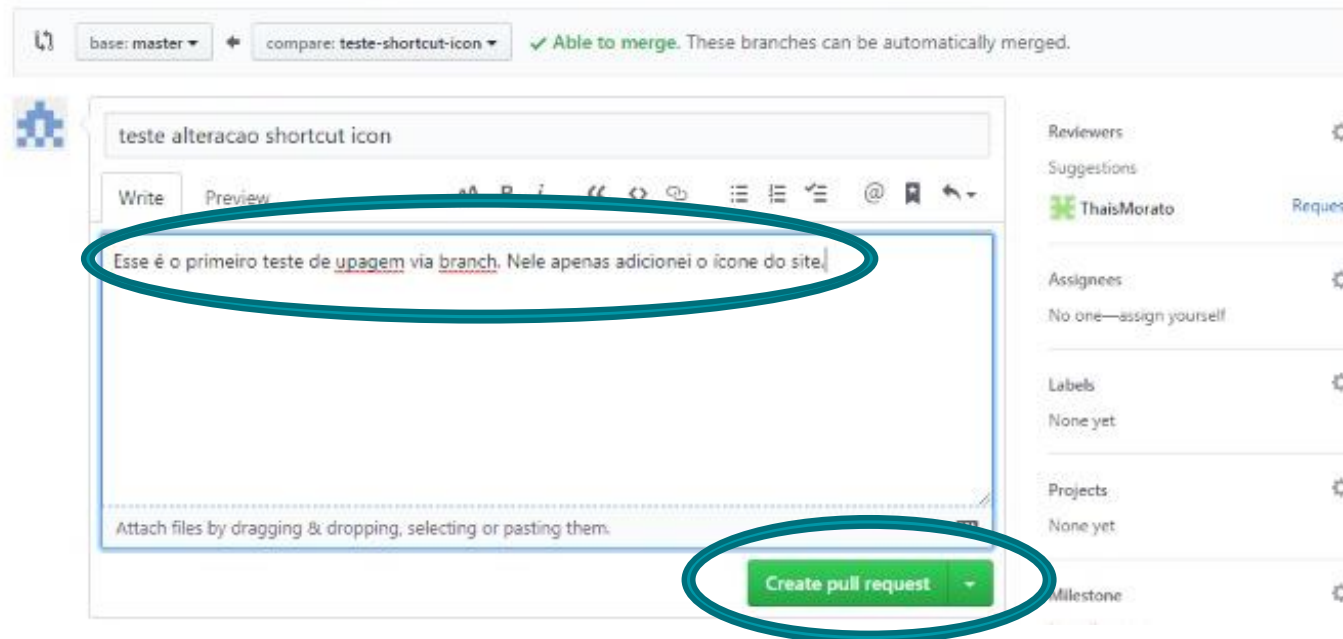 base: master compare: teste-shortcut-icon Able to merge. These branches can be automatically merged.
teste alteracao shortcut icon
Write Preview
Esse é o primeiro teste de upagem via branch. Nele apenas adicionei o ícone do site.
Attach files by dragging & dropping, selecting or pasting them.
Create pull request
Reviewers
Suggestions
ThaisMorato Reques
Assignees
No one—assign yourself
Labels
None yet
Projects
None yet
Milestone